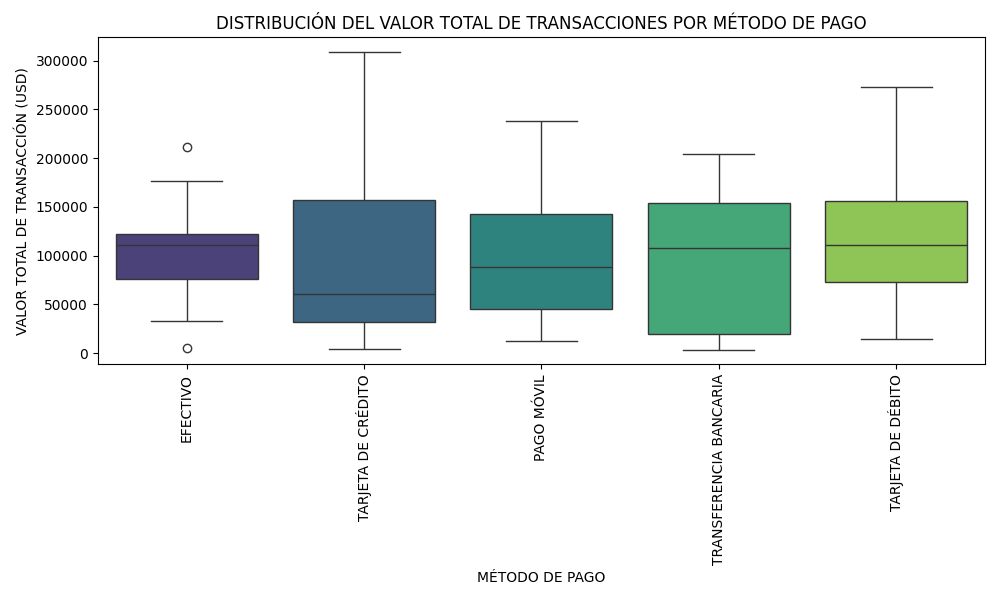 DISTRIBUCIÓN DEL VALOR TOTAL DE TRANSACCIONES POR MÉTODO DE PAGO
VALOR TOTAL DE TRANSACCIÓN (USD)
300000
250000
200000
150000
100000
50000
0
EFECTIVO
TARJETA DE CRÉDITO
PAGO MÓVIL
TRANSFERENCIA BANCARIA
TARJETA DE DÉBITO
MÉTODO DE PAGO